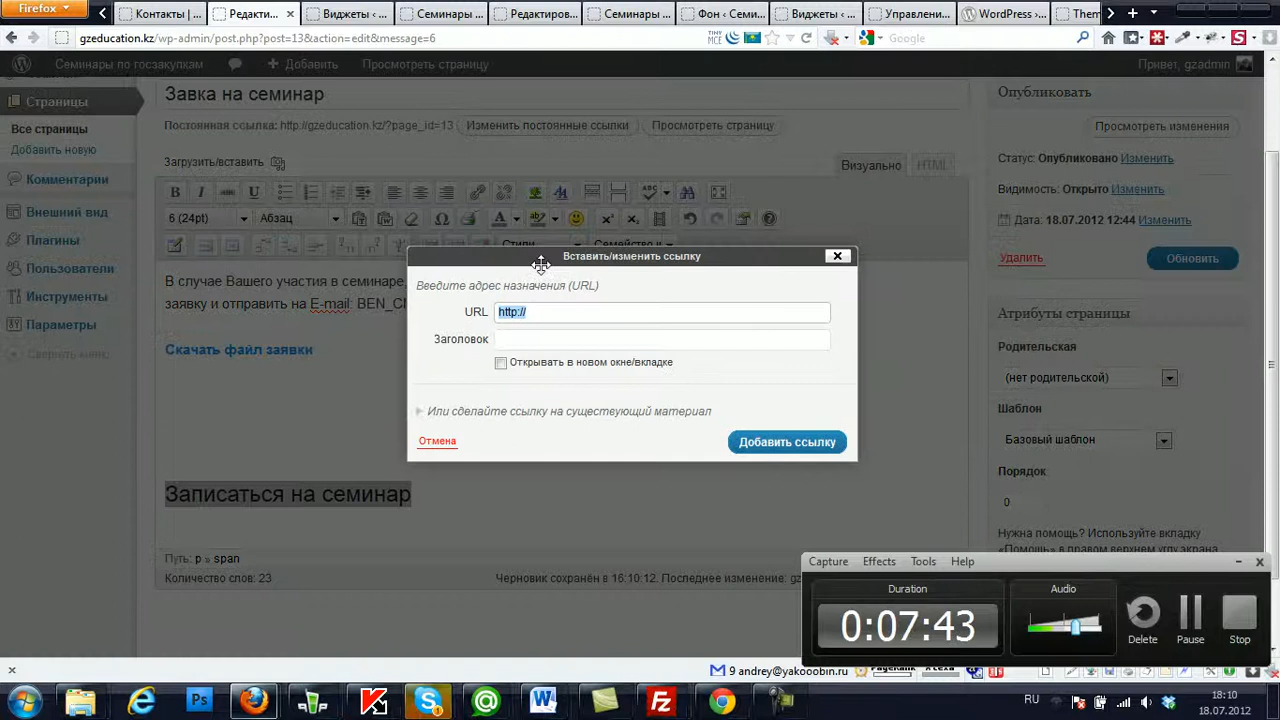 Firefox
Контакты | ...
Редакти...
Виджеты ‹ ...
Семинары ...
Редактиров...
Семинары ...
Фон ‹ Семи...
Виджеты ‹ ...
Управлени...
WordPress › ...
Them
gzeducation.kz/wp-admin/post.php?post=13&action=edit&message=6
Google
Семинары по госзакупкам
Добавить
Просмотреть страницу
Привет, gzadmin
Страницы
Все страницы
Добавить новую
Комментарии
Внешний вид
Плагины
Пользователи
Инструменты
Параметры
Свернуть меню
Завка на семинар
Постоянная ссылка: http://gzeducation.kz/?page_id=13
Изменить постоянные ссылки
Просмотреть страницу
Загрузить/вставить
Визуально
HTML
6 (24pt)
Абзац
Стили
В случае Вашего участия в семинаре,
заявку и отправить на E-mail: BEN_C
Скачать файл заявки
Записаться на семинар
Путь: p » span
Количество слов: 23
Черновик сохранён в 16:10:12. Последнее изменение: gz
Вставить/изменить ссылку
Введите адрес назначения (URL)
URL
http://
Заголовок
Открывать в новом окне/вкладке
Или сделайте ссылку на существующий материал
Отмена
Добавить ссылку
Опубликовать
Просмотреть изменения
Статус: Опубликовано Изменить
Видимость: Открыто Изменить
Дата: 18.07.2012 12:44 Изменить
Удалить
Обновить
Атрибуты страницы
Родительская
(нет родительской)
Шаблон
Базовый шаблон
Порядок
0
Нужна помощь? Используйте вкладку
«Помощь» в правом верхнем углу экрана
Capture
Effects
Tools
Help
Duration
0:07:43
Audio
Delete
Pause
Stop
9 andrey@yakooobin.ru
PageRank
Alexa
RU
18:10
18.07.2012